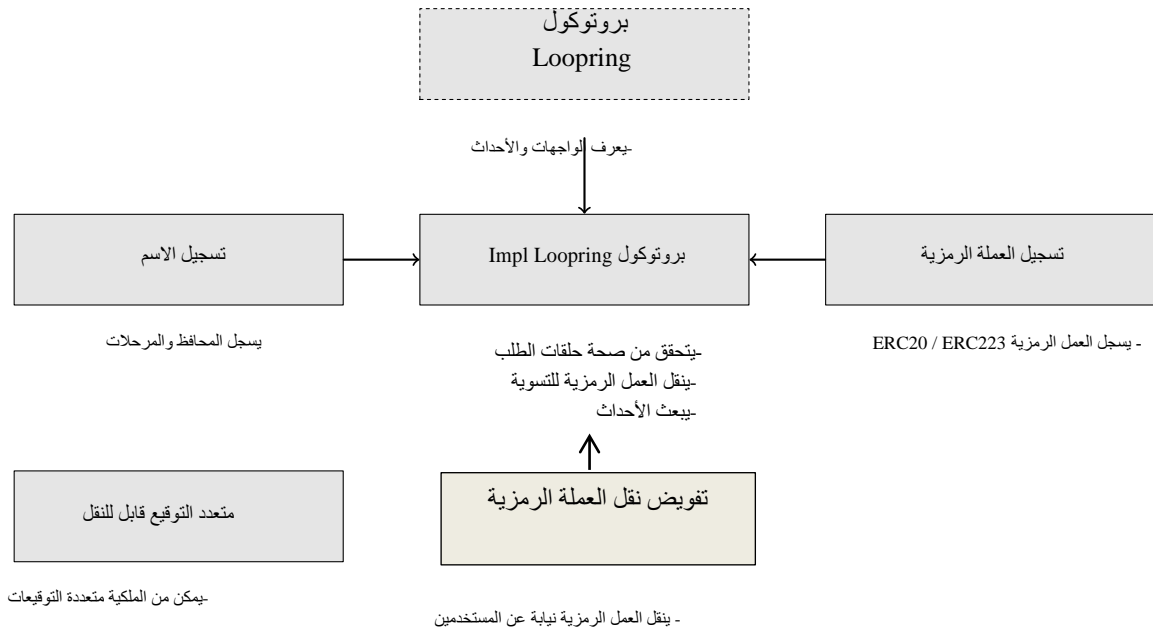 بروتوكول
Loopring
-يعرف الواجهات والأحداث
تسجيل العملة الرمزية
بروتوكول Impl Loopring
تسجيل الاسم
- يسجل العمل الرمزية ERC20 / ERC223
يسجل المحافظ والمرحلات
-يتحقق من صحة حلقات الطلب
-ينقل العمل الرمزية للتسوية
-يبعث الأحداث
تفويض نقل العملة الرمزية
متعدد التوقيع قابل للنقل
-يمكن من الملكية متعددة التوقيعات
- ينقل العمل الرمزية نيابة عن المستخدمين